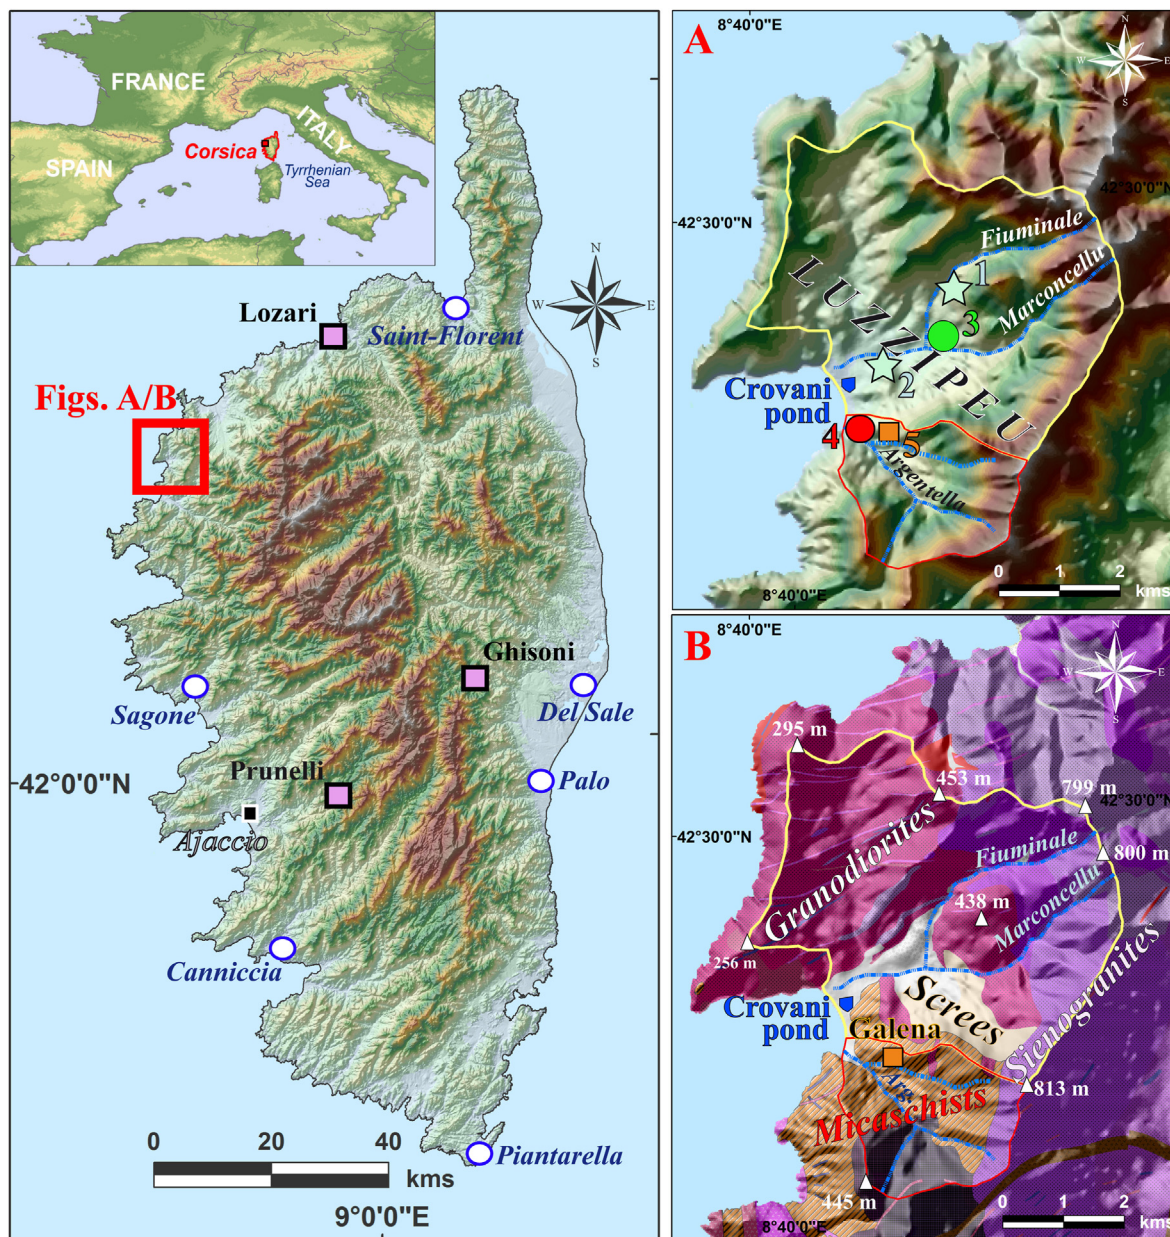 FRANCE
ITALY
SPAIN
Corsica
Tyrrhenian
Sea
N
W
E
S
Lozari
Saint-Florent
Figs. A/B
Ghisoni
Sagone
Del Sale
Prunelli
42°0'0"N
Palo
Ajaccio
Canniccia
0
20
40
kms
Piantarella
9°0'0"E
A
8°40'0"E
N
W
E
S
42°30'0"N
42°30'0"N
Fiuminale
Marconcellu
LUZZIPEU
1
3
2
Crovani
pond
4
5
Argentella
0
1
2
kms
8°40'0"E
B
8°40'0"E
N
W
E
S
295 m
453 m
799 m
42°30'0"N
42°30'0"N
Fiuminale
800 m
Granodiorites
438 m
Marconcellu
256 m
Sienogranites
Screes
Crovani
pond
Galena
Arg.
813 m
Micaschists
445 m
0
1
2
kms
8°40'0"E